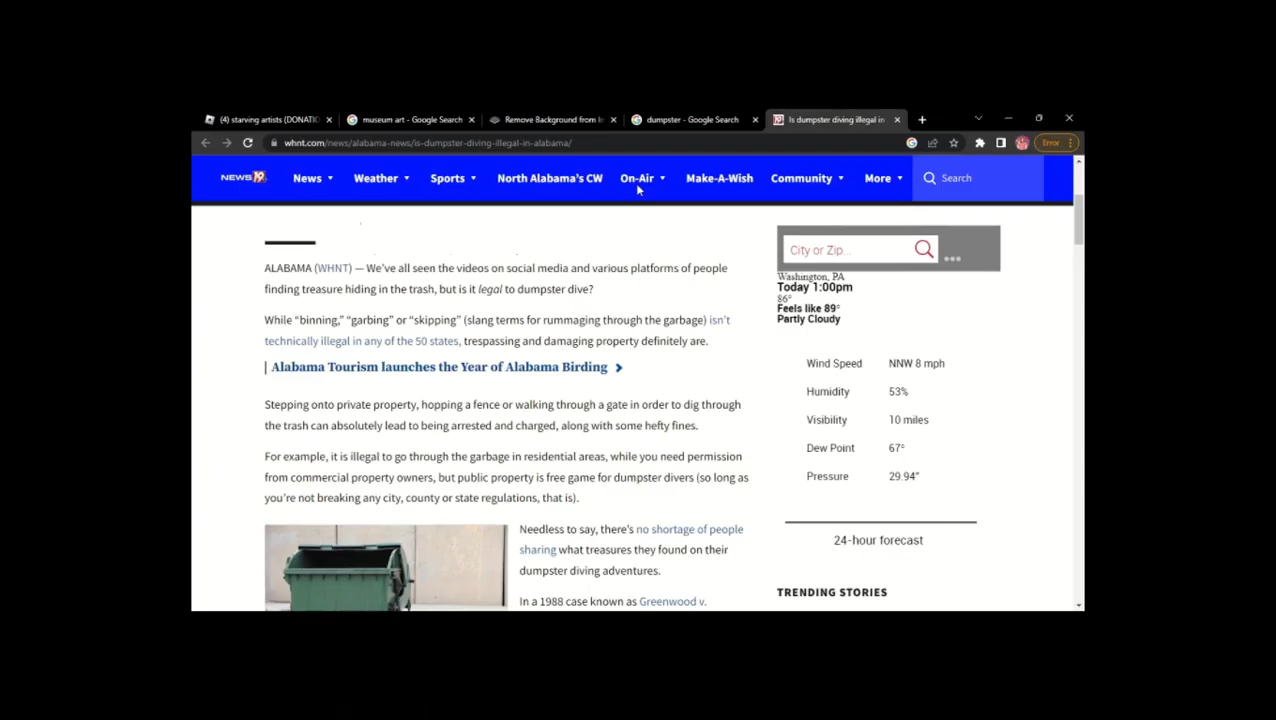 (4) starving artists (DONATIO
museum art - Google Search
Remove Background from Im
dumpster - Google Search
Is dumpster diving illegal in
whnt.com/news/alabama-news/is-dumpster-diving-illegal-in-alabama/
Error
NEWS 19
News
Weather
Sports
North Alabama's CW
On-Air
Make-A-Wish
Community
More
Search
ALABAMA (WHNT) — We've all seen the videos on social media and various platforms of people
finding treasure hiding in the trash, but is it legal to dumpster dive?
While “binning,” “garbing” or “skipping” (slang terms for rummaging through the garbage) isn't
technically illegal in any of the 50 states, trespassing and damaging property definitely are.
Alabama Tourism launches the Year of Alabama Birding
Stepping onto private property, hopping a fence or walking through a gate in order to dig through
the trash can absolutely lead to being arrested and charged, along with some hefty fines.
For example, it is illegal to go through the garbage in residential areas, while you need permission
from commercial property owners, but public property is free game for dumpster divers (so long as
you're not breaking any city, county or state regulations, that is).
Needless to say, there's no shortage of people
sharing what treasures they found on their
dumpster diving adventures.
In a 1988 case known as Greenwood v.
City or Zip...
Washington, PA
Today 1:00pm
86°
Feels like 89°
Partly Cloudy
Wind Speed NNW 8 mph
Humidity 53%
Visibility 10 miles
Dew Point 67°
Pressure 29.94"
24-hour forecast
TRENDING STORIES